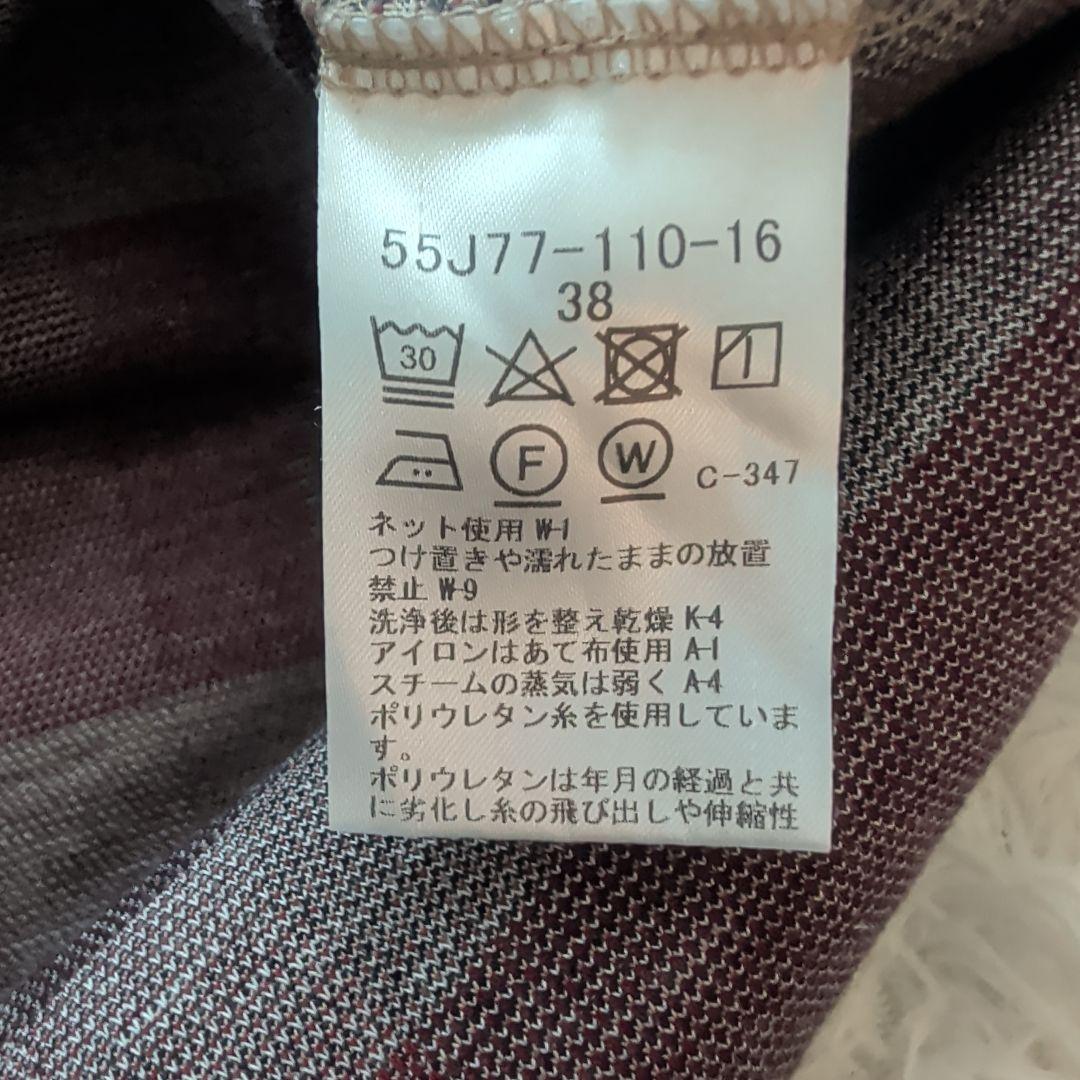 55J77-110-16
38
30
F W C-347
ネット使用 W-1
つけ置きや濡れたままの放置
禁止 W-9
洗浄後は形を整え乾燥 K-4
アイロンはあて布使用 A-1
スチームの蒸気は弱く A-4
ポリウレタン糸を使用していま
す。
ポリウレタンは年月の経過と共
に劣化し糸の飛び出しや伸縮性